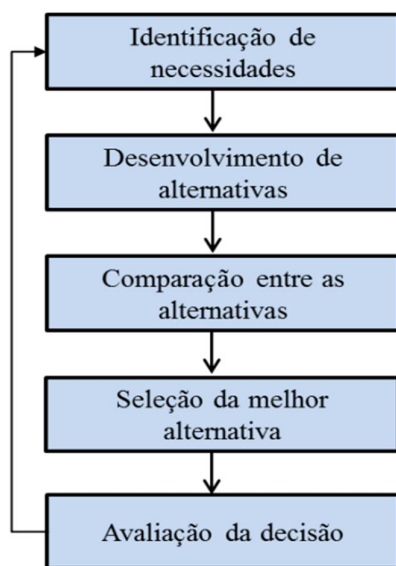 Identificação de
necessidades
Desenvolvimento de
alternativas
Comparação entre as
alternativas
Seleção da melhor
alternativa
Avaliação da decisão